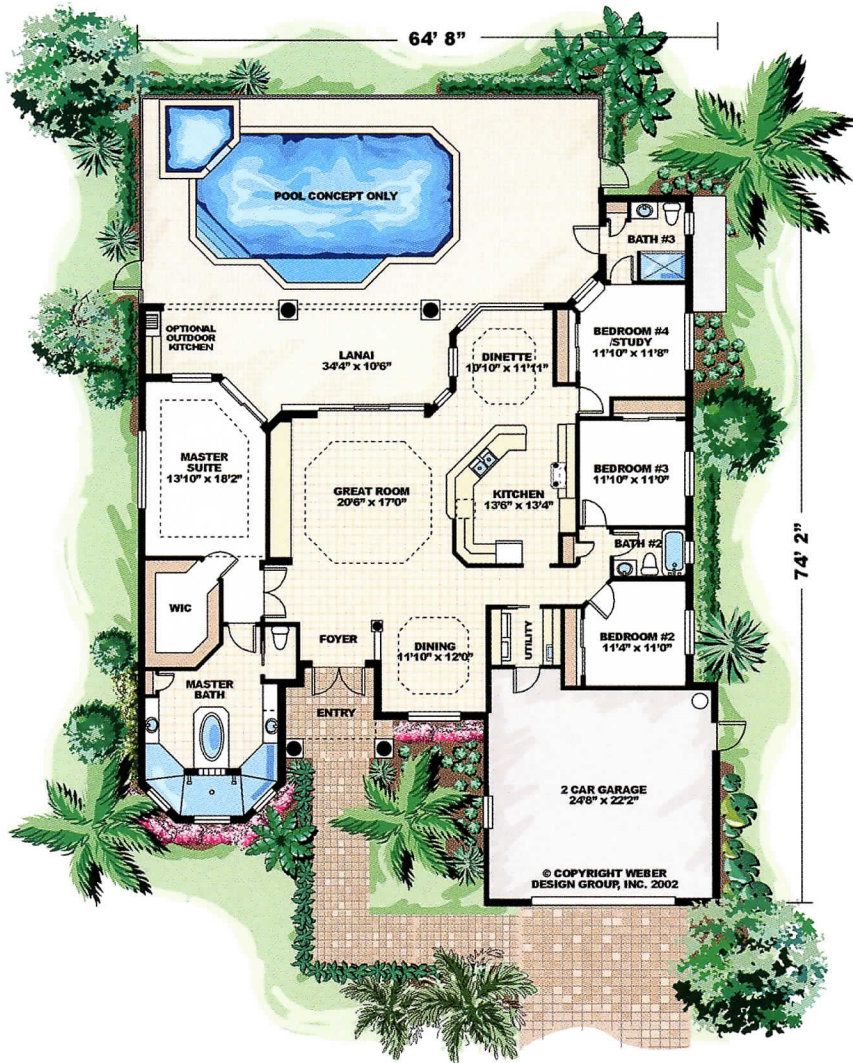 64' 8"
POOL CONCEPT ONLY
BATH #3
OPTIONAL
OUTDOOR
KITCHEN
LANAI
34'4" x 10'6"
DINETTE
10'10" x 11'11"
BEDROOM #4
/STUDY
11'10" x 11'8"
MASTER
SUITE
13'10" x 18'2"
GREAT ROOM
20'6" x 17'0"
KITCHEN
13'6" x 13'4"
BEDROOM #3
11'10" x 11'0"
BATH #2
74' 2"
WIC
FOYER
DINING
11'10" x 12'0"
UTILITY
BEDROOM #2
11'4" x 11'0"
MASTER
BATH
ENTRY
2 CAR GARAGE
24'8" x 22'2"
© COPYRIGHT WEBER
DESIGN GROUP, INC. 2002